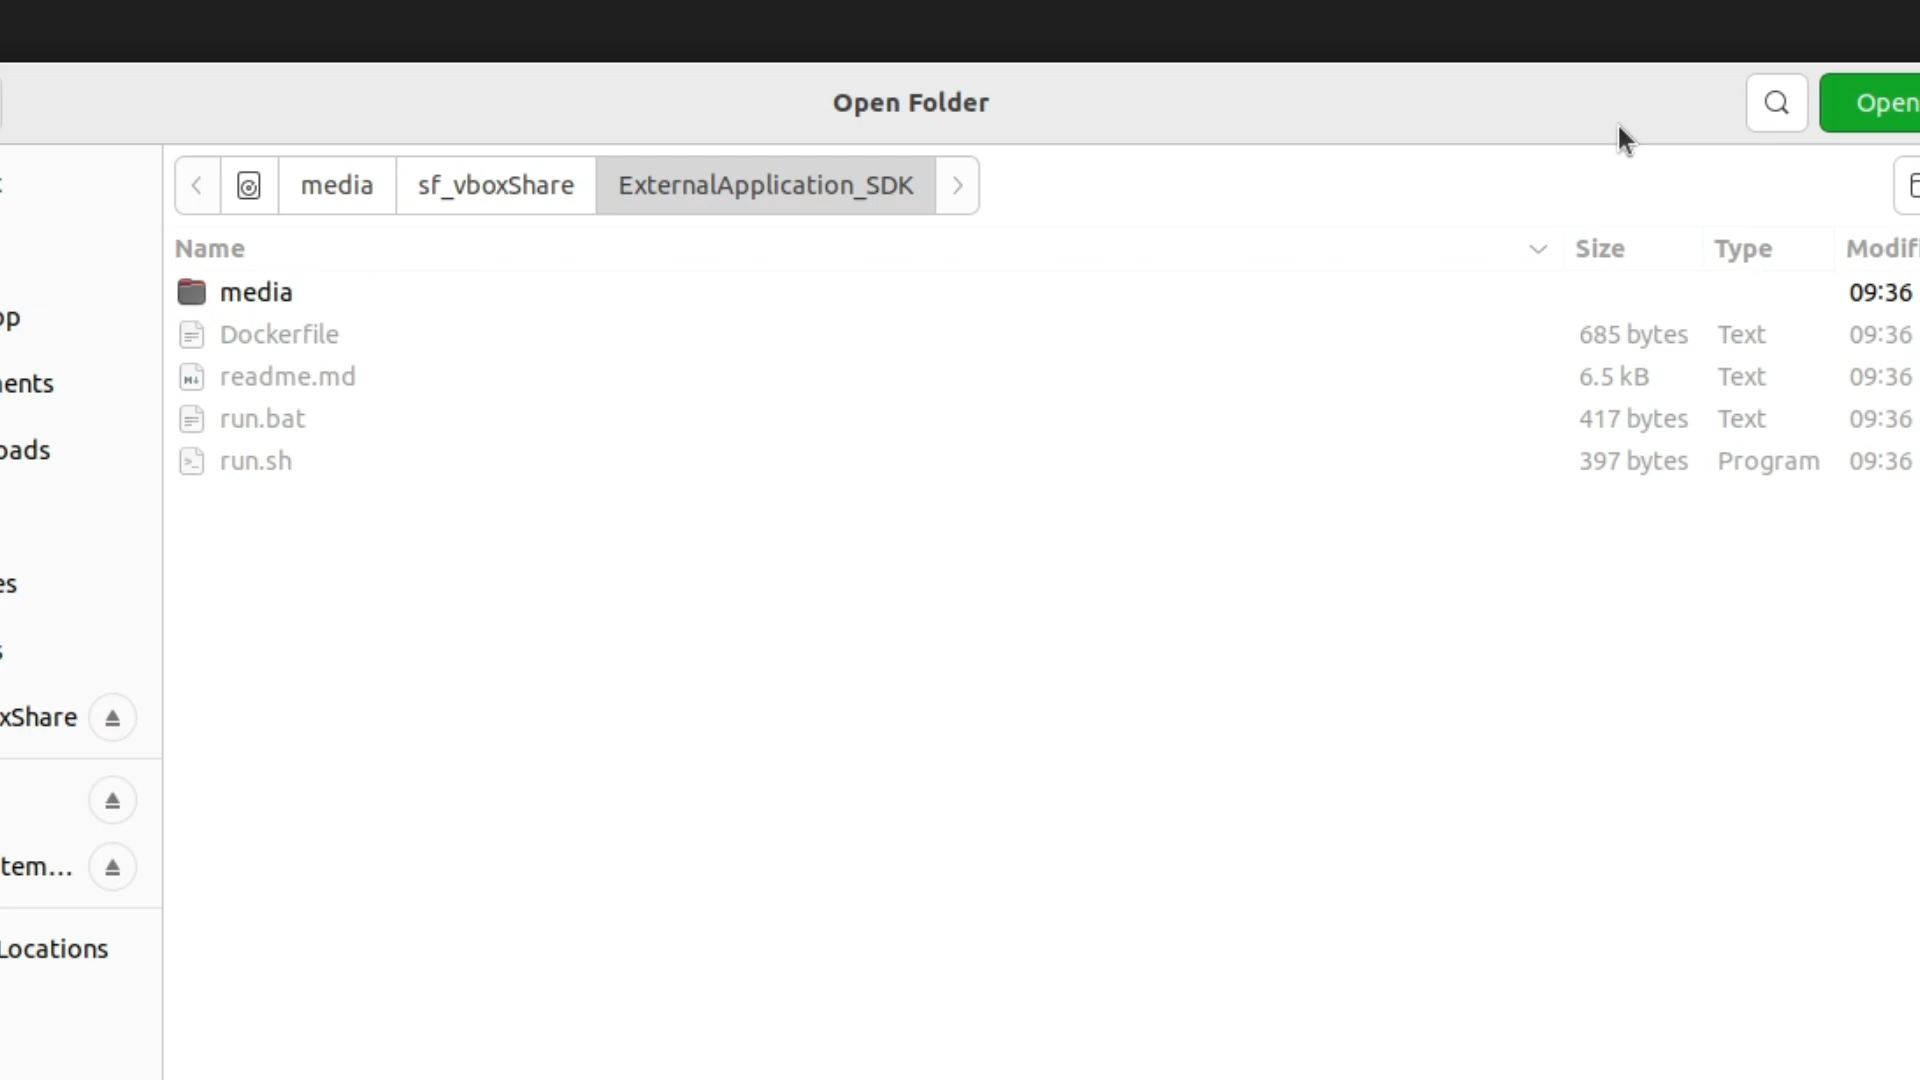 Open Folder
Open
media sf_vboxShare ExternalApplication_SDK
Name Size Type Modifi
media 09:36
Dockerfile 685 bytes Text 09:36
readme.md 6.5 kB Text 09:36
run.bat 417 bytes Text 09:36
run.sh 397 bytes Program 09:36
op
ents
oads
es
s
xShare
tem...
Locations